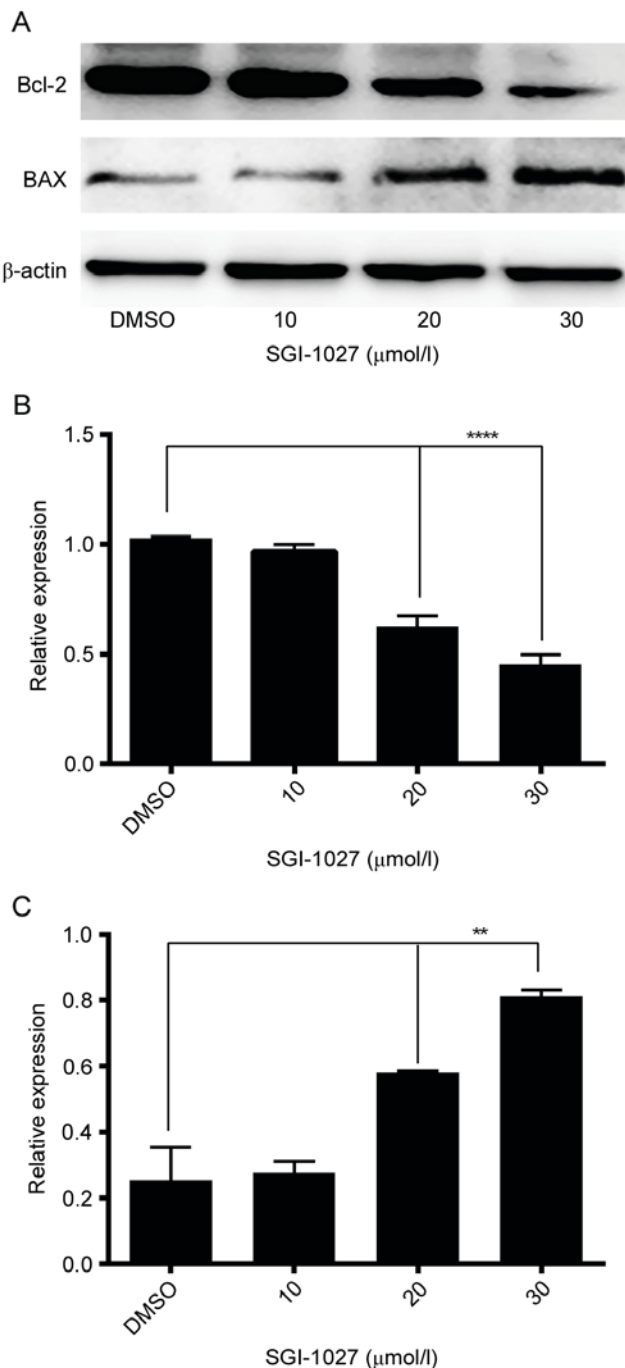 A
Bcl-2
BAX
β-actin
DMSO 10 20 30
SGI-1027 (μmol/l)
B
****
1.5
1.0
0.5
0.0
Relative expression
DMSO 10 20 30
SGI-1027 (μmol/l)
C
**
1.0
0.8
0.6
0.4
0.2
0.0
Relative expression
DMSO 10 20 30
SGI-1027 (μmol/l)